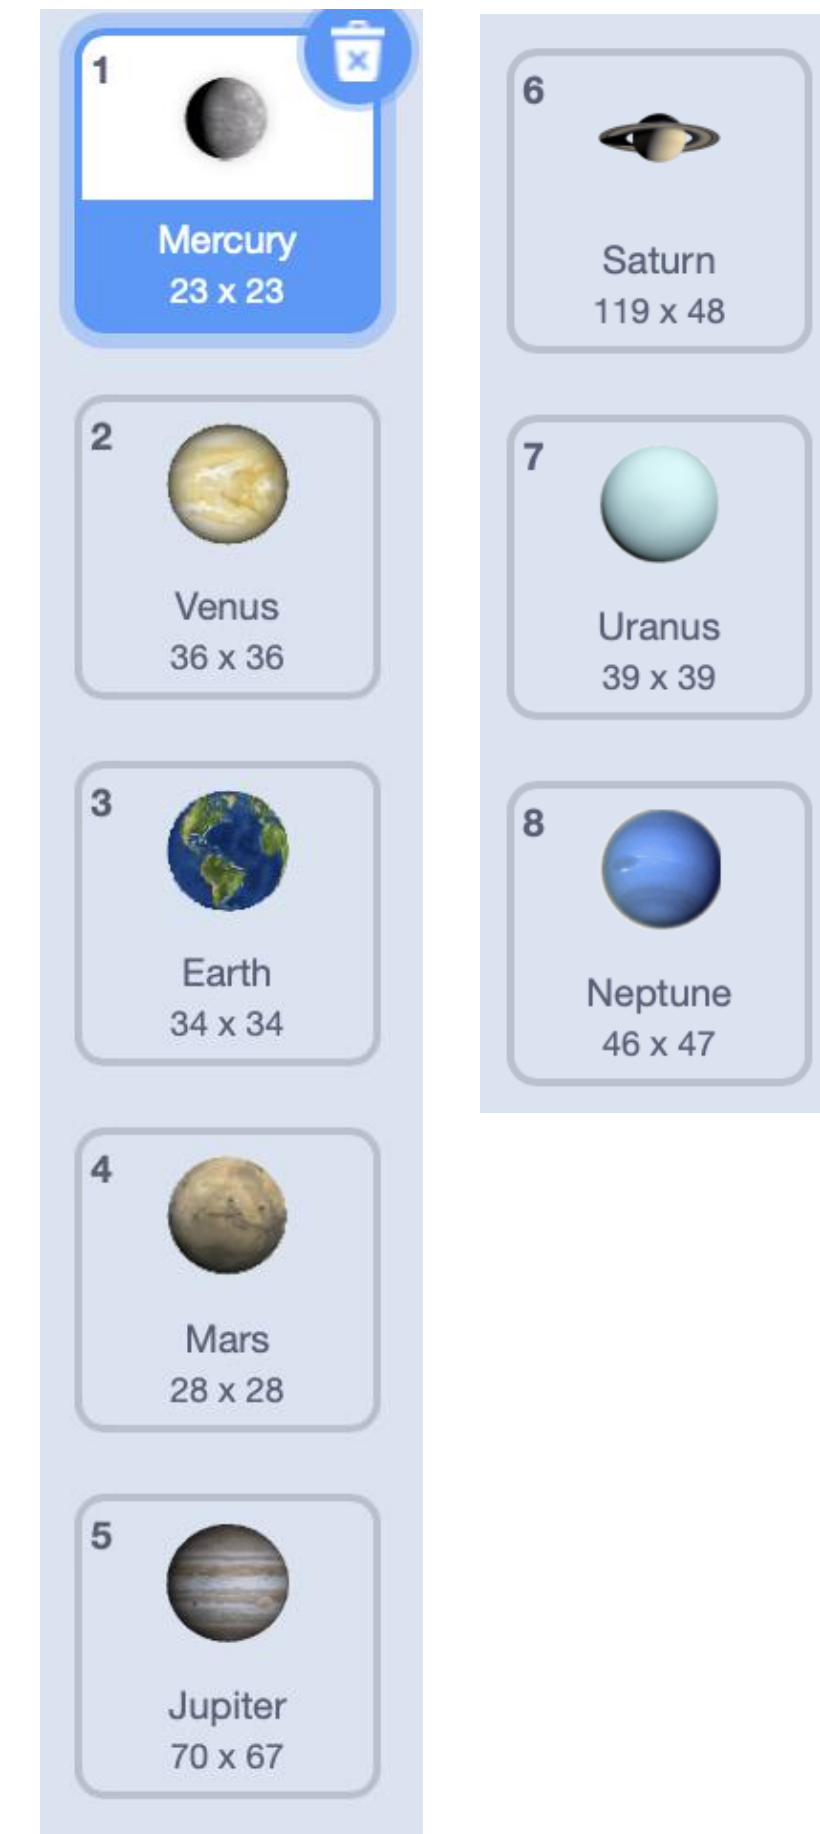 1
Mercury
23 x 23
2
Venus
36 x 36
3
Earth
34 x 34
4
Mars
28 x 28
5
Jupiter
70 x 67
6
Saturn
119 x 48
7
Uranus
39 x 39
8
Neptune
46 x 47